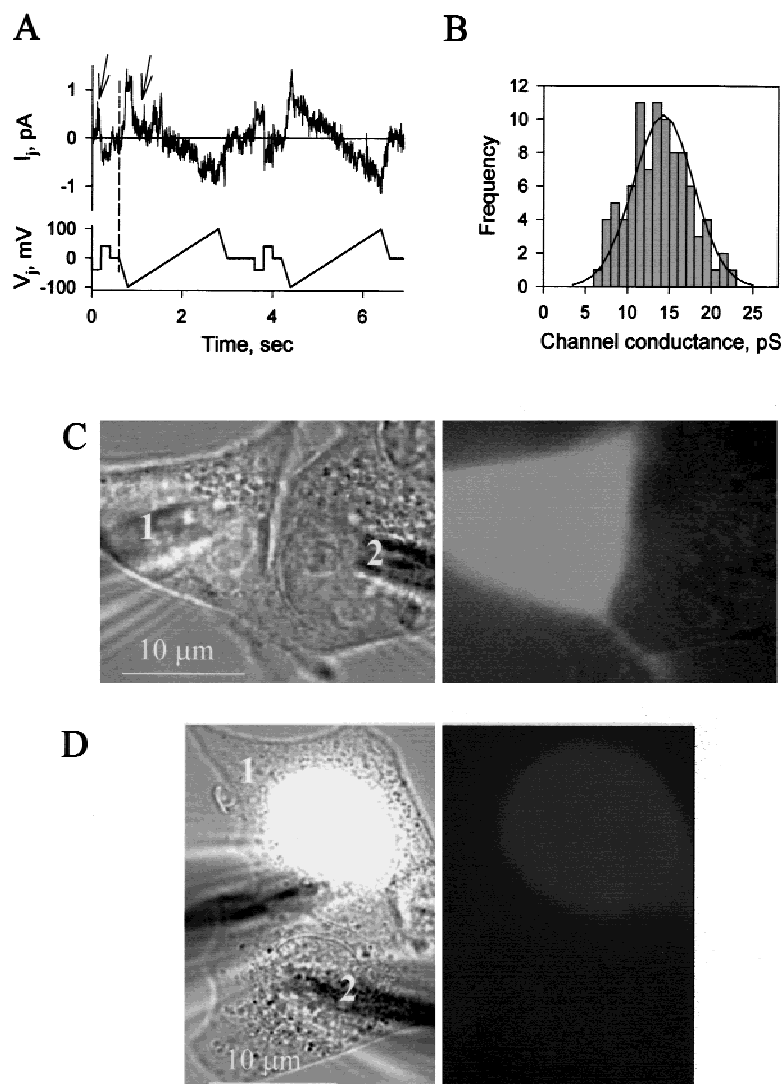 A
I_j, pA
1
0
-1
V_j, mV
100
0
-100
0 2 4 6
Time, sec
B
Frequency
12
10
8
6
4
2
0
0 5 10 15 20 25
Channel conductance, pS
C
1
2
10 μm
D
1
2
10 μm